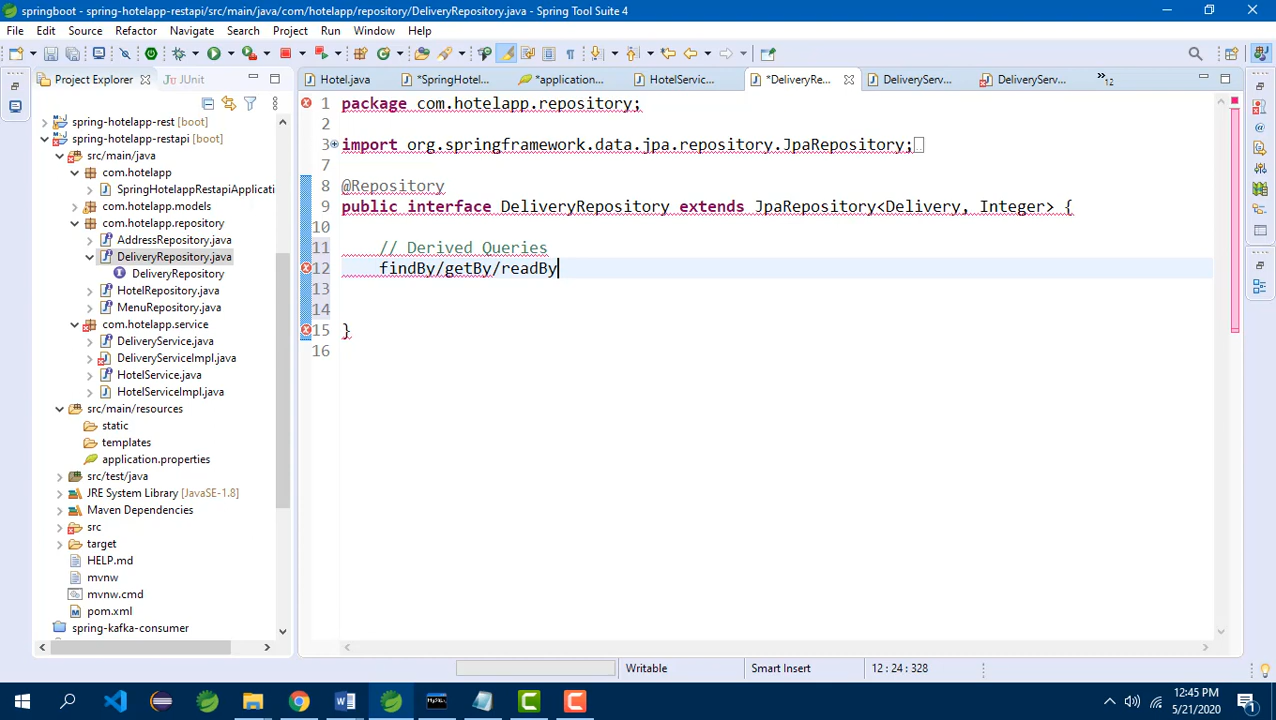 springboot - spring-hotelapp-restapi/src/main/java/com/hotelapp/repository/DeliveryRepository.java - Spring Tool Suite 4
File Edit Source Refactor Navigate Search Project Run Window Help
Project Explorer JUnit
Hotel.java *SpringHotel... *application... HotelServic... *DeliveryRe... DeliveryServ... DeliveryServ... »12
spring-hotelapp-rest [boot]
spring-hotelapp-restapi [boot]
src/main/java
com.hotelapp
SpringHotelappRestapiApplicati
com.hotelapp.models
com.hotelapp.repository
AddressRepository.java
DeliveryRepository.java
DeliveryRepository
HotelRepository.java
MenuRepository.java
com.hotelapp.service
DeliveryService.java
DeliveryServiceImpl.java
HotelService.java
HotelServiceImpl.java
src/main/resources
static
templates
application.properties
src/test/java
JRE System Library [JavaSE-1.8]
Maven Dependencies
src
target
HELP.md
mvnw
mvnw.cmd
pom.xml
spring-kafka-consumer
1 package com.hotelapp.repository;
2
3 import org.springframework.data.jpa.repository.JpaRepository;
7
8 @Repository
9 public interface DeliveryRepository extends JpaRepository<Delivery, Integer> {
10
11 // Derived Queries
12 findBy/getBy/readBy
13
14
15 }
16
Writable Smart Insert 12 : 24 : 328
12:45 PM
5/21/2020
1